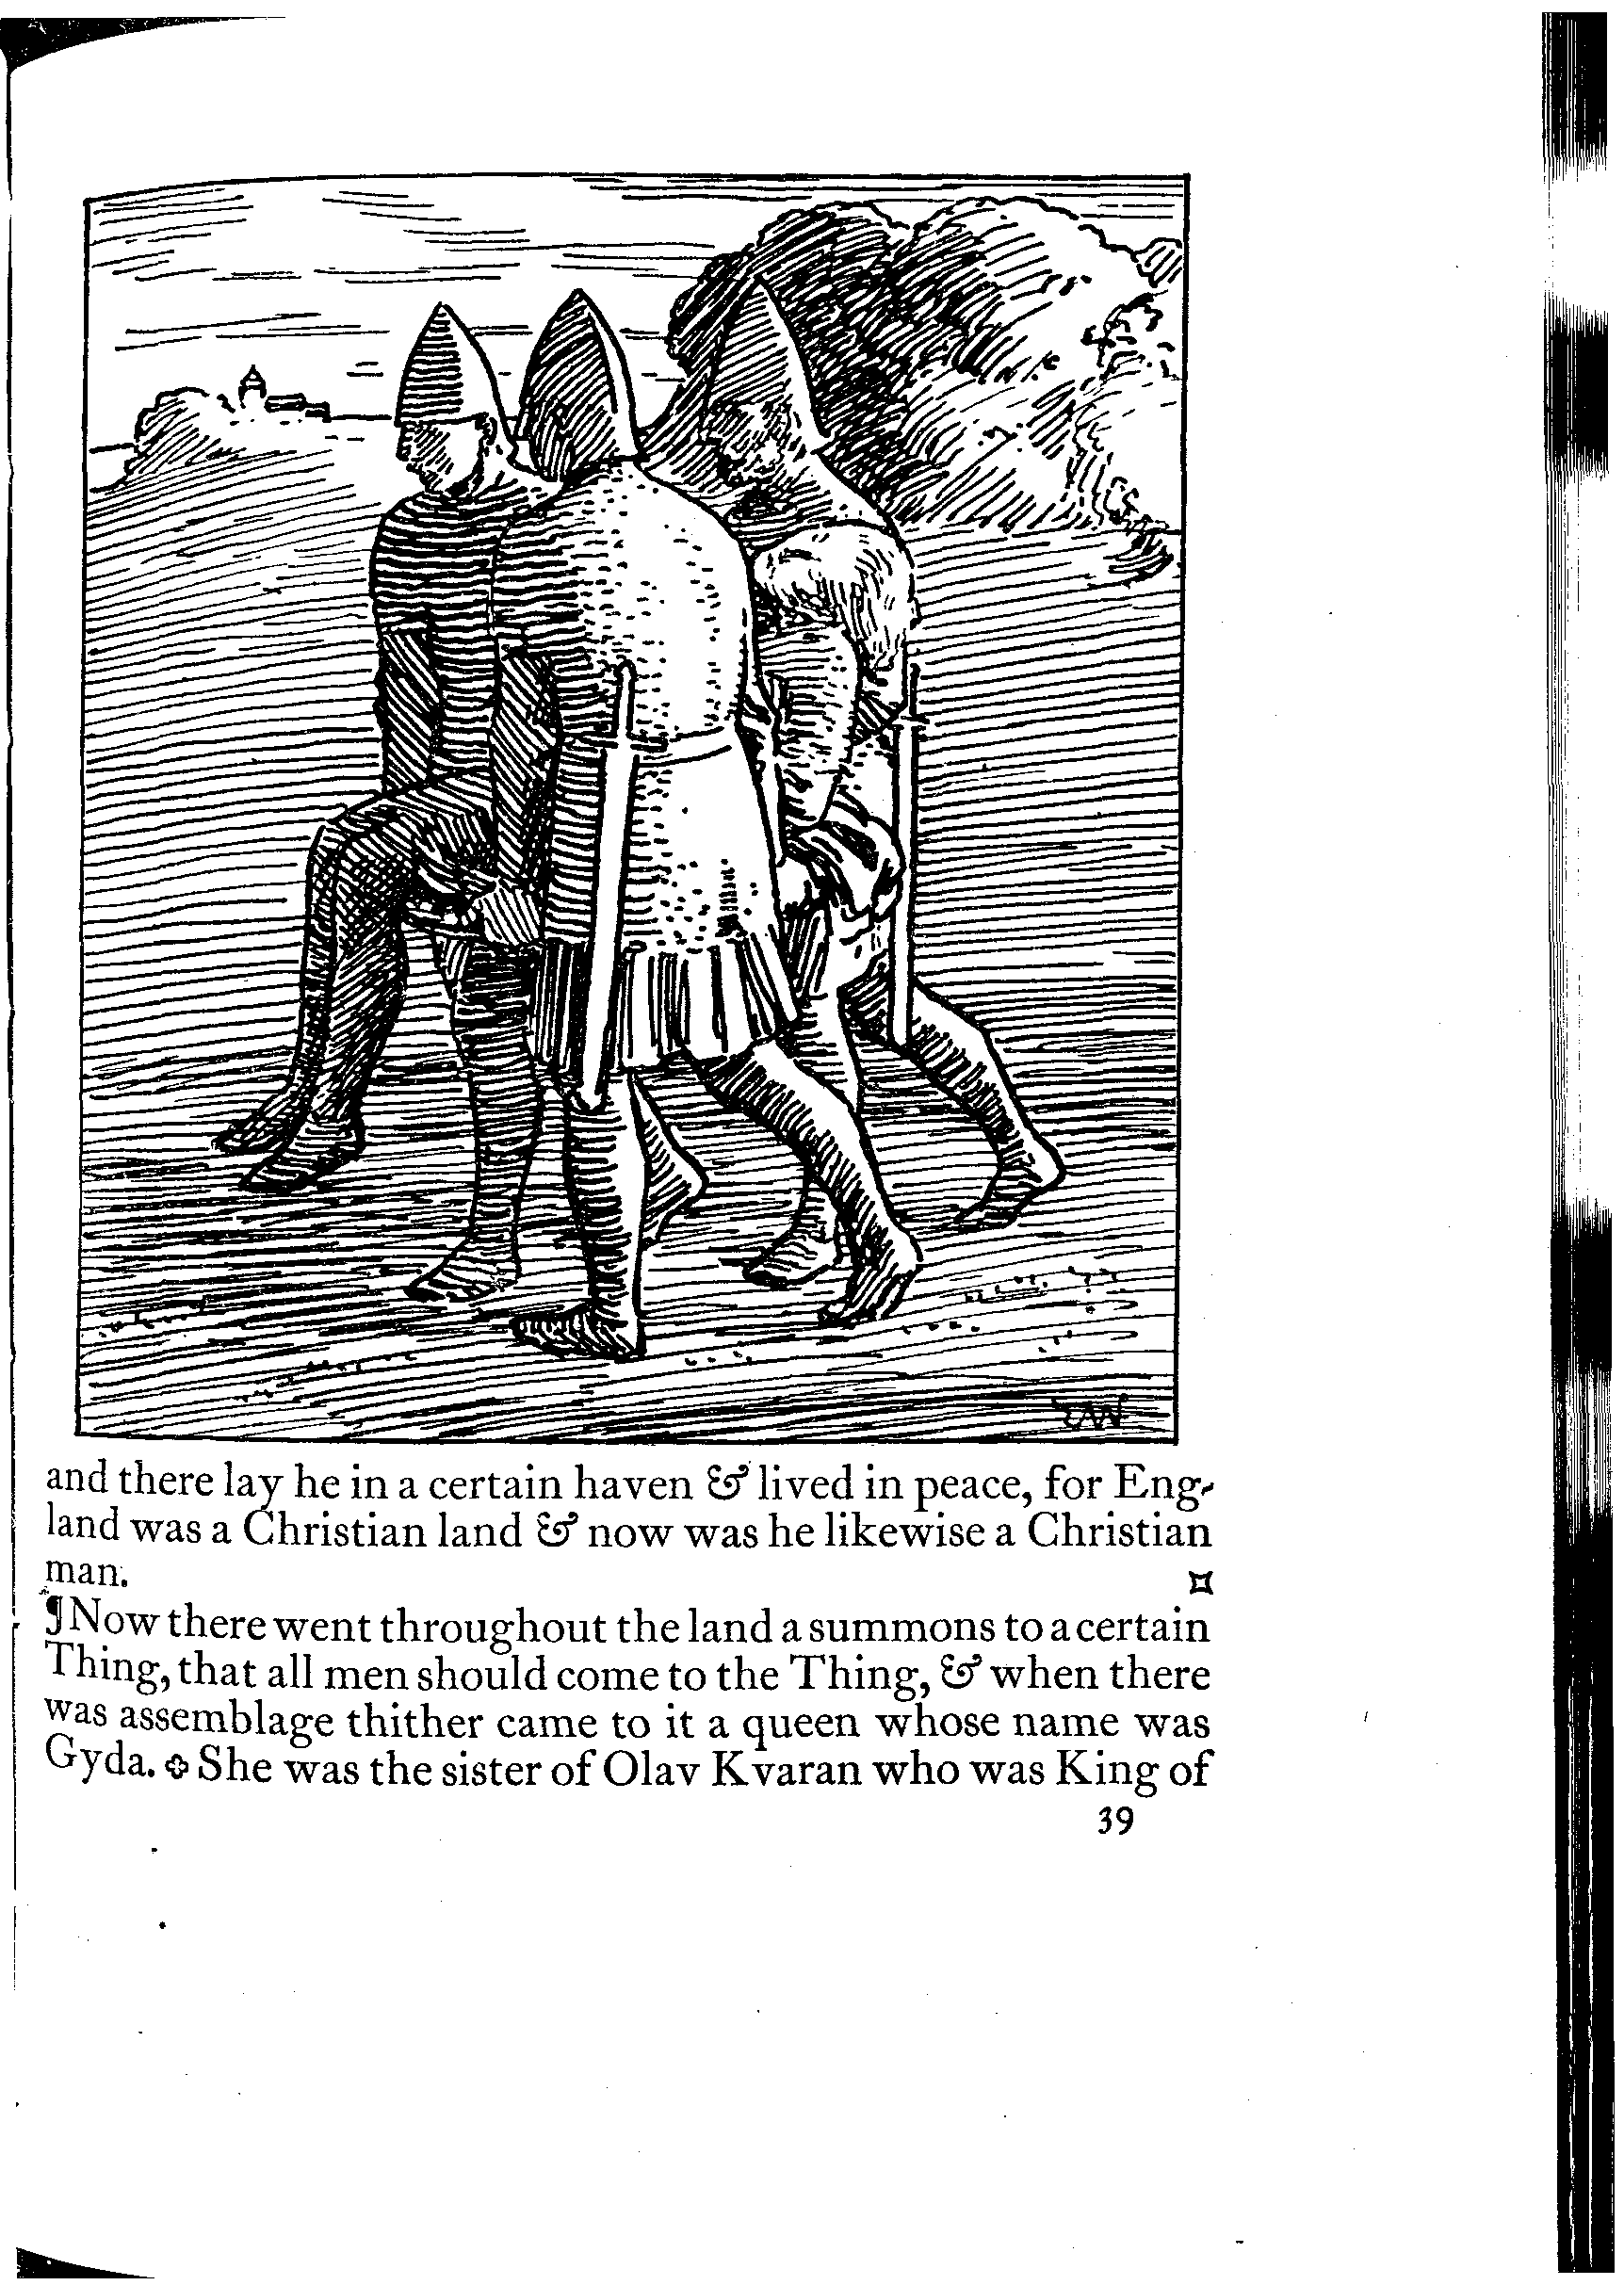 EW
and there lay he in a certain haven & lived in peace, for Eng-
land was a Christian land & now was he likewise a Christian
man.
¶Now there went throughout the land a summons to a certain
Thing, that all men should come to the Thing, & when there
was assemblage thither came to it a queen whose name was
Gyda. She was the sister of Olav Kvaran who was King of
39